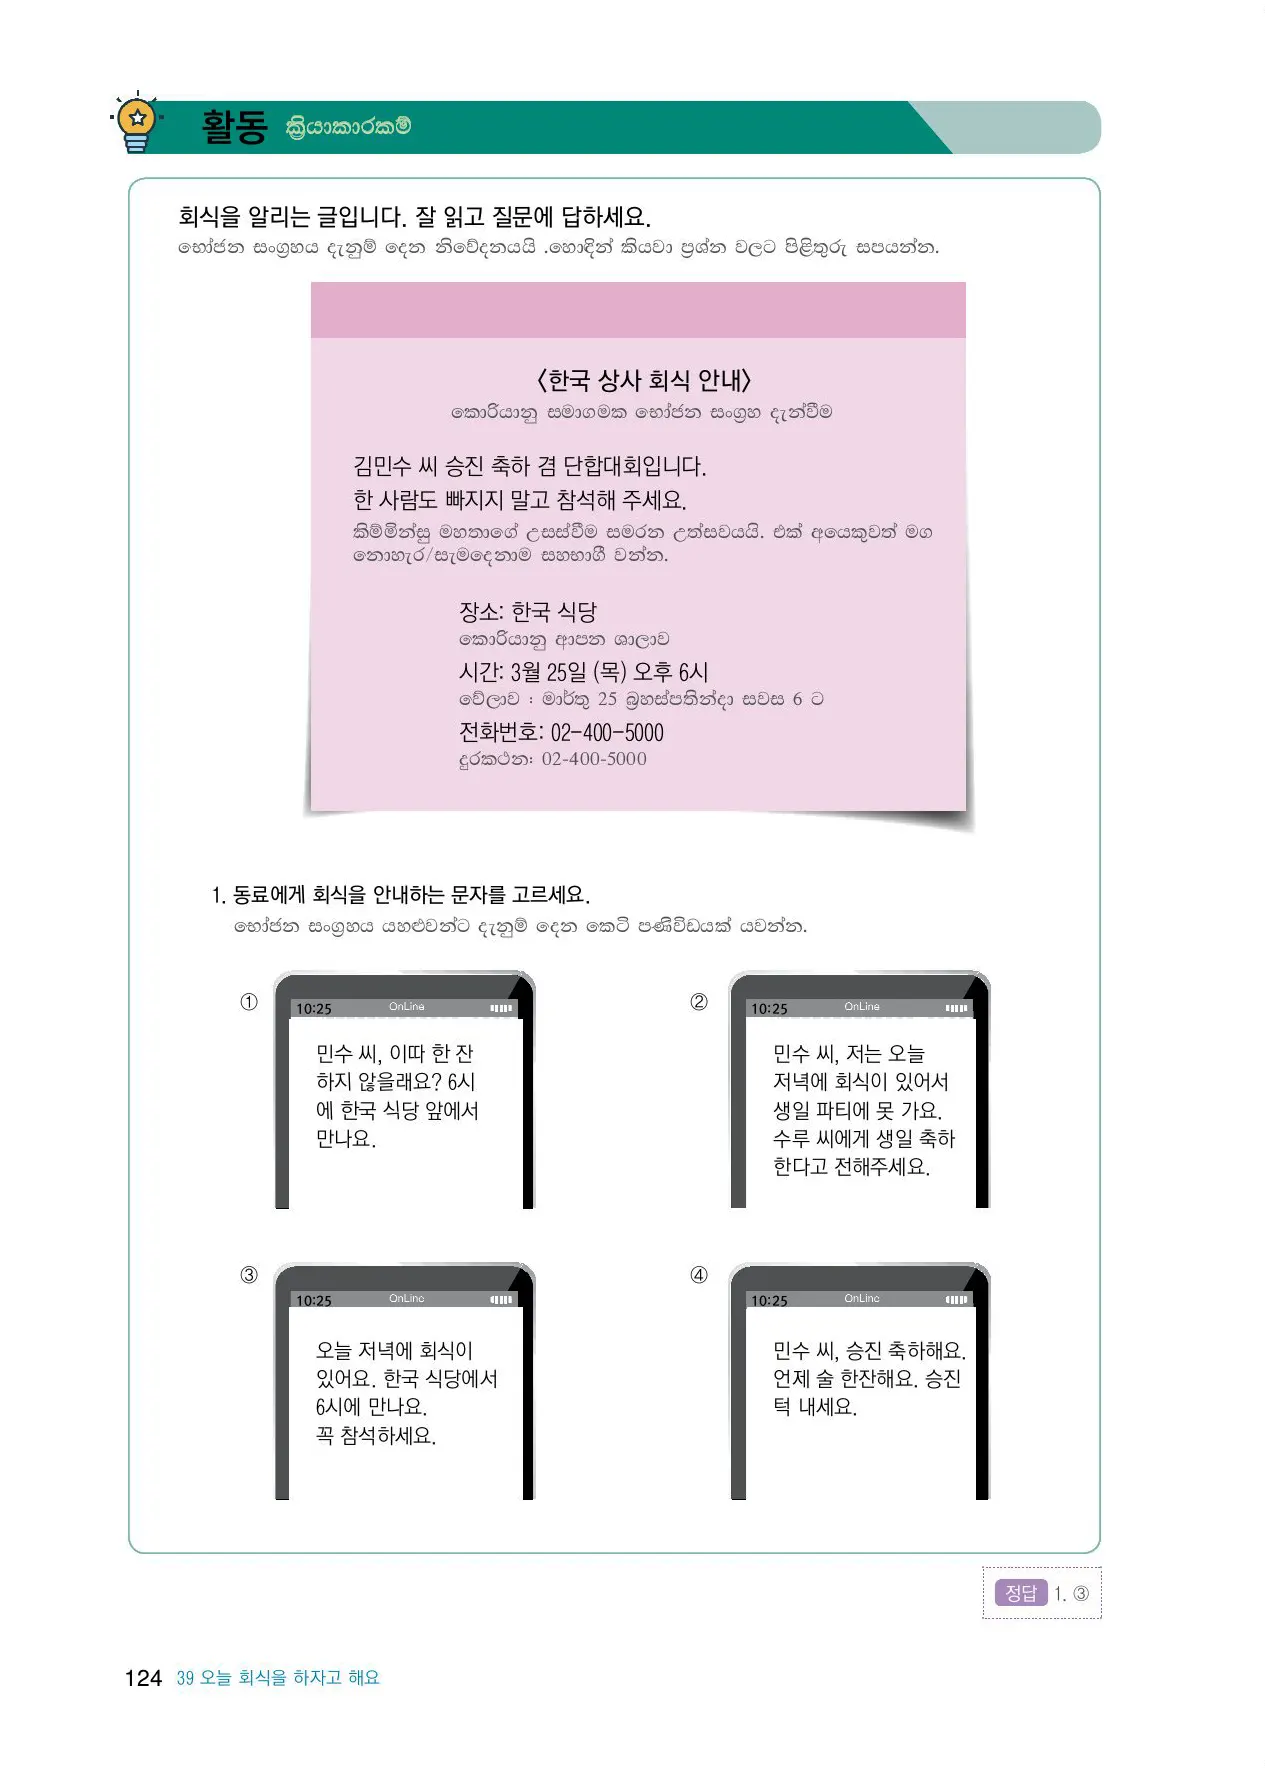 활동 ක්‍රියාකාරකම්
회식을 알리는 글입니다. 잘 읽고 질문에 답하세요.
භෝජන සංග්‍රහය දැනුම් දෙන නිවේදනයයි .හොඳින් කියවා ප්‍රශ්න වලට පිළිතුරු සපයන්න.
〈한국 상사 회식 안내〉
කොරියානු සමාගමක භෝජන සංග්‍රහ දැන්වීම
김민수 씨 승진 축하 겸 단합대회입니다.
한 사람도 빠지지 말고 참석해 주세요.
කිම්මින්සු මහතාගේ උසස්වීම සමරන උත්සවයයි. එක් අයෙකුවත් මග
නොහැර/සැමදෙනාම සහභාගී වන්න.
장소: 한국 식당
කොරියානු ආපන ශාලාව
시간: 3월 25일 (목) 오후 6시
වේලාව : මාර්තු 25 බ්‍රහස්පතින්දා සවස 6 ට
전화번호: 02-400-5000
දුරකථන: 02-400-5000
1. 동료에게 회식을 안내하는 문자를 고르세요.
භෝජන සංග්‍රහය යහළුවන්ට දැනුම් දෙන කෙටි පණිවිඩයක් යවන්න.
①
10:25 OnLine
민수 씨, 이따 한 잔
하지 않을래요? 6시
에 한국 식당 앞에서
만나요.
②
10:25 OnLine
민수 씨, 저는 오늘
저녁에 회식이 있어서
생일 파티에 못 가요.
수루 씨에게 생일 축하
한다고 전해주세요.
③
10:25 OnLine
오늘 저녁에 회식이
있어요. 한국 식당에서
6시에 만나요.
꼭 참석하세요.
④
10:25 OnLine
민수 씨, 승진 축하해요.
언제 술 한잔해요. 승진
턱 내세요.
정답 1. ③
124 39 오늘 회식을 하자고 해요